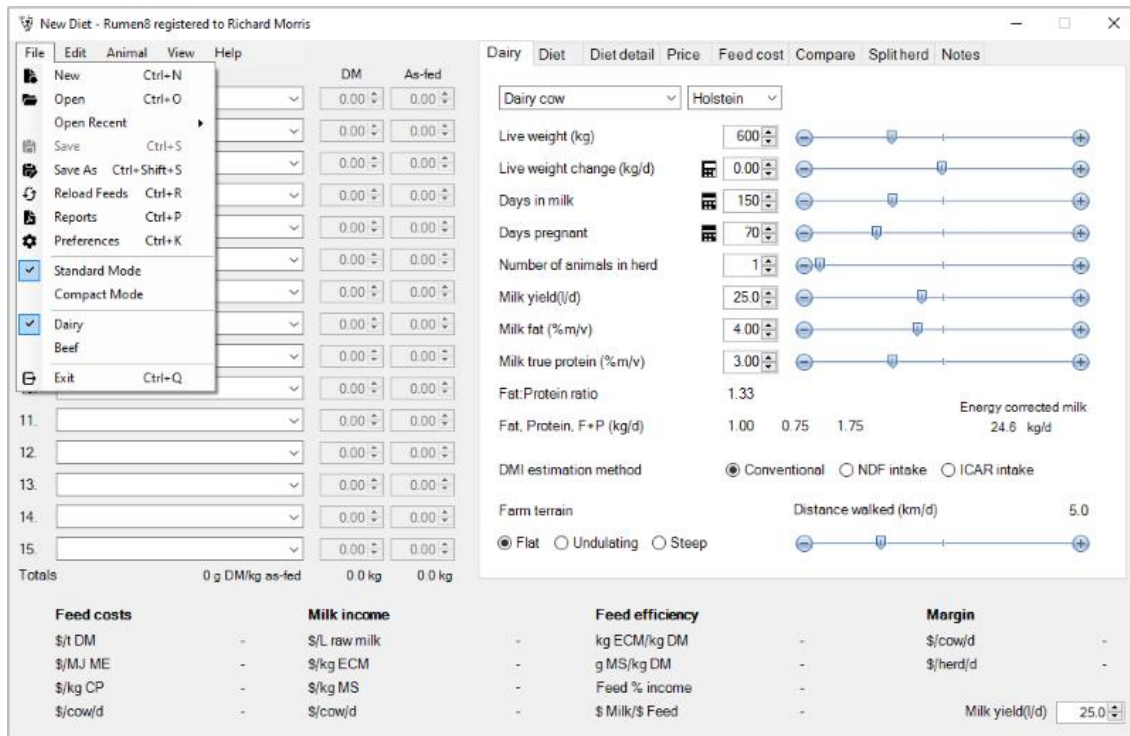 New Diet - Rumen8 registered to Richard Morris
File Edit Animal View Help
New Ctrl+N
Open Ctrl+O
Open Recent
Save Ctrl+S
Save As Ctrl+Shift+S
Reload Feeds Ctrl+R
Reports Ctrl+P
Preferences Ctrl+K
Standard Mode
Compact Mode
Dairy
Beef
Exit Ctrl+Q
DM As-fed
0.00 0.00
0.00 0.00
0.00 0.00
0.00 0.00
0.00 0.00
0.00 0.00
0.00 0.00
0.00 0.00
0.00 0.00
0.00 0.00
11. 0.00 0.00
12. 0.00 0.00
13. 0.00 0.00
14. 0.00 0.00
15. 0.00 0.00
Totals 0 g DM/kg as-fed 0.0 kg 0.0 kg
Dairy Diet Diet detail Price Feed cost Compare Split herd Notes
Dairy cow Holstein
Live weight (kg) 600
Live weight change (kg/d) 0.00
Days in milk 150
Days pregnant 70
Number of animals in herd 1
Milk yield(l/d) 25.0
Milk fat (%m/v) 4.00
Milk true protein (%m/v) 3.00
Fat:Protein ratio 1.33
Energy corrected milk
Fat, Protein, F+P (kg/d) 1.00 0.75 1.75 24.6 kg/d
DMI estimation method Conventional NDF intake ICAR intake
Farm terrain Distance walked (km/d) 5.0
Flat Undulating Steep
Feed costs Milk income Feed efficiency Margin
$/t DM - $/L raw milk - kg ECM/kg DM - $/cow/d -
$/MJ ME - $/kg ECM - g MS/kg DM - $/herd/d -
$/kg CP - $/kg MS - Feed % income -
$/cow/d - $/cow/d - $ Milk/$ Feed - Milk yield(l/d) 25.0